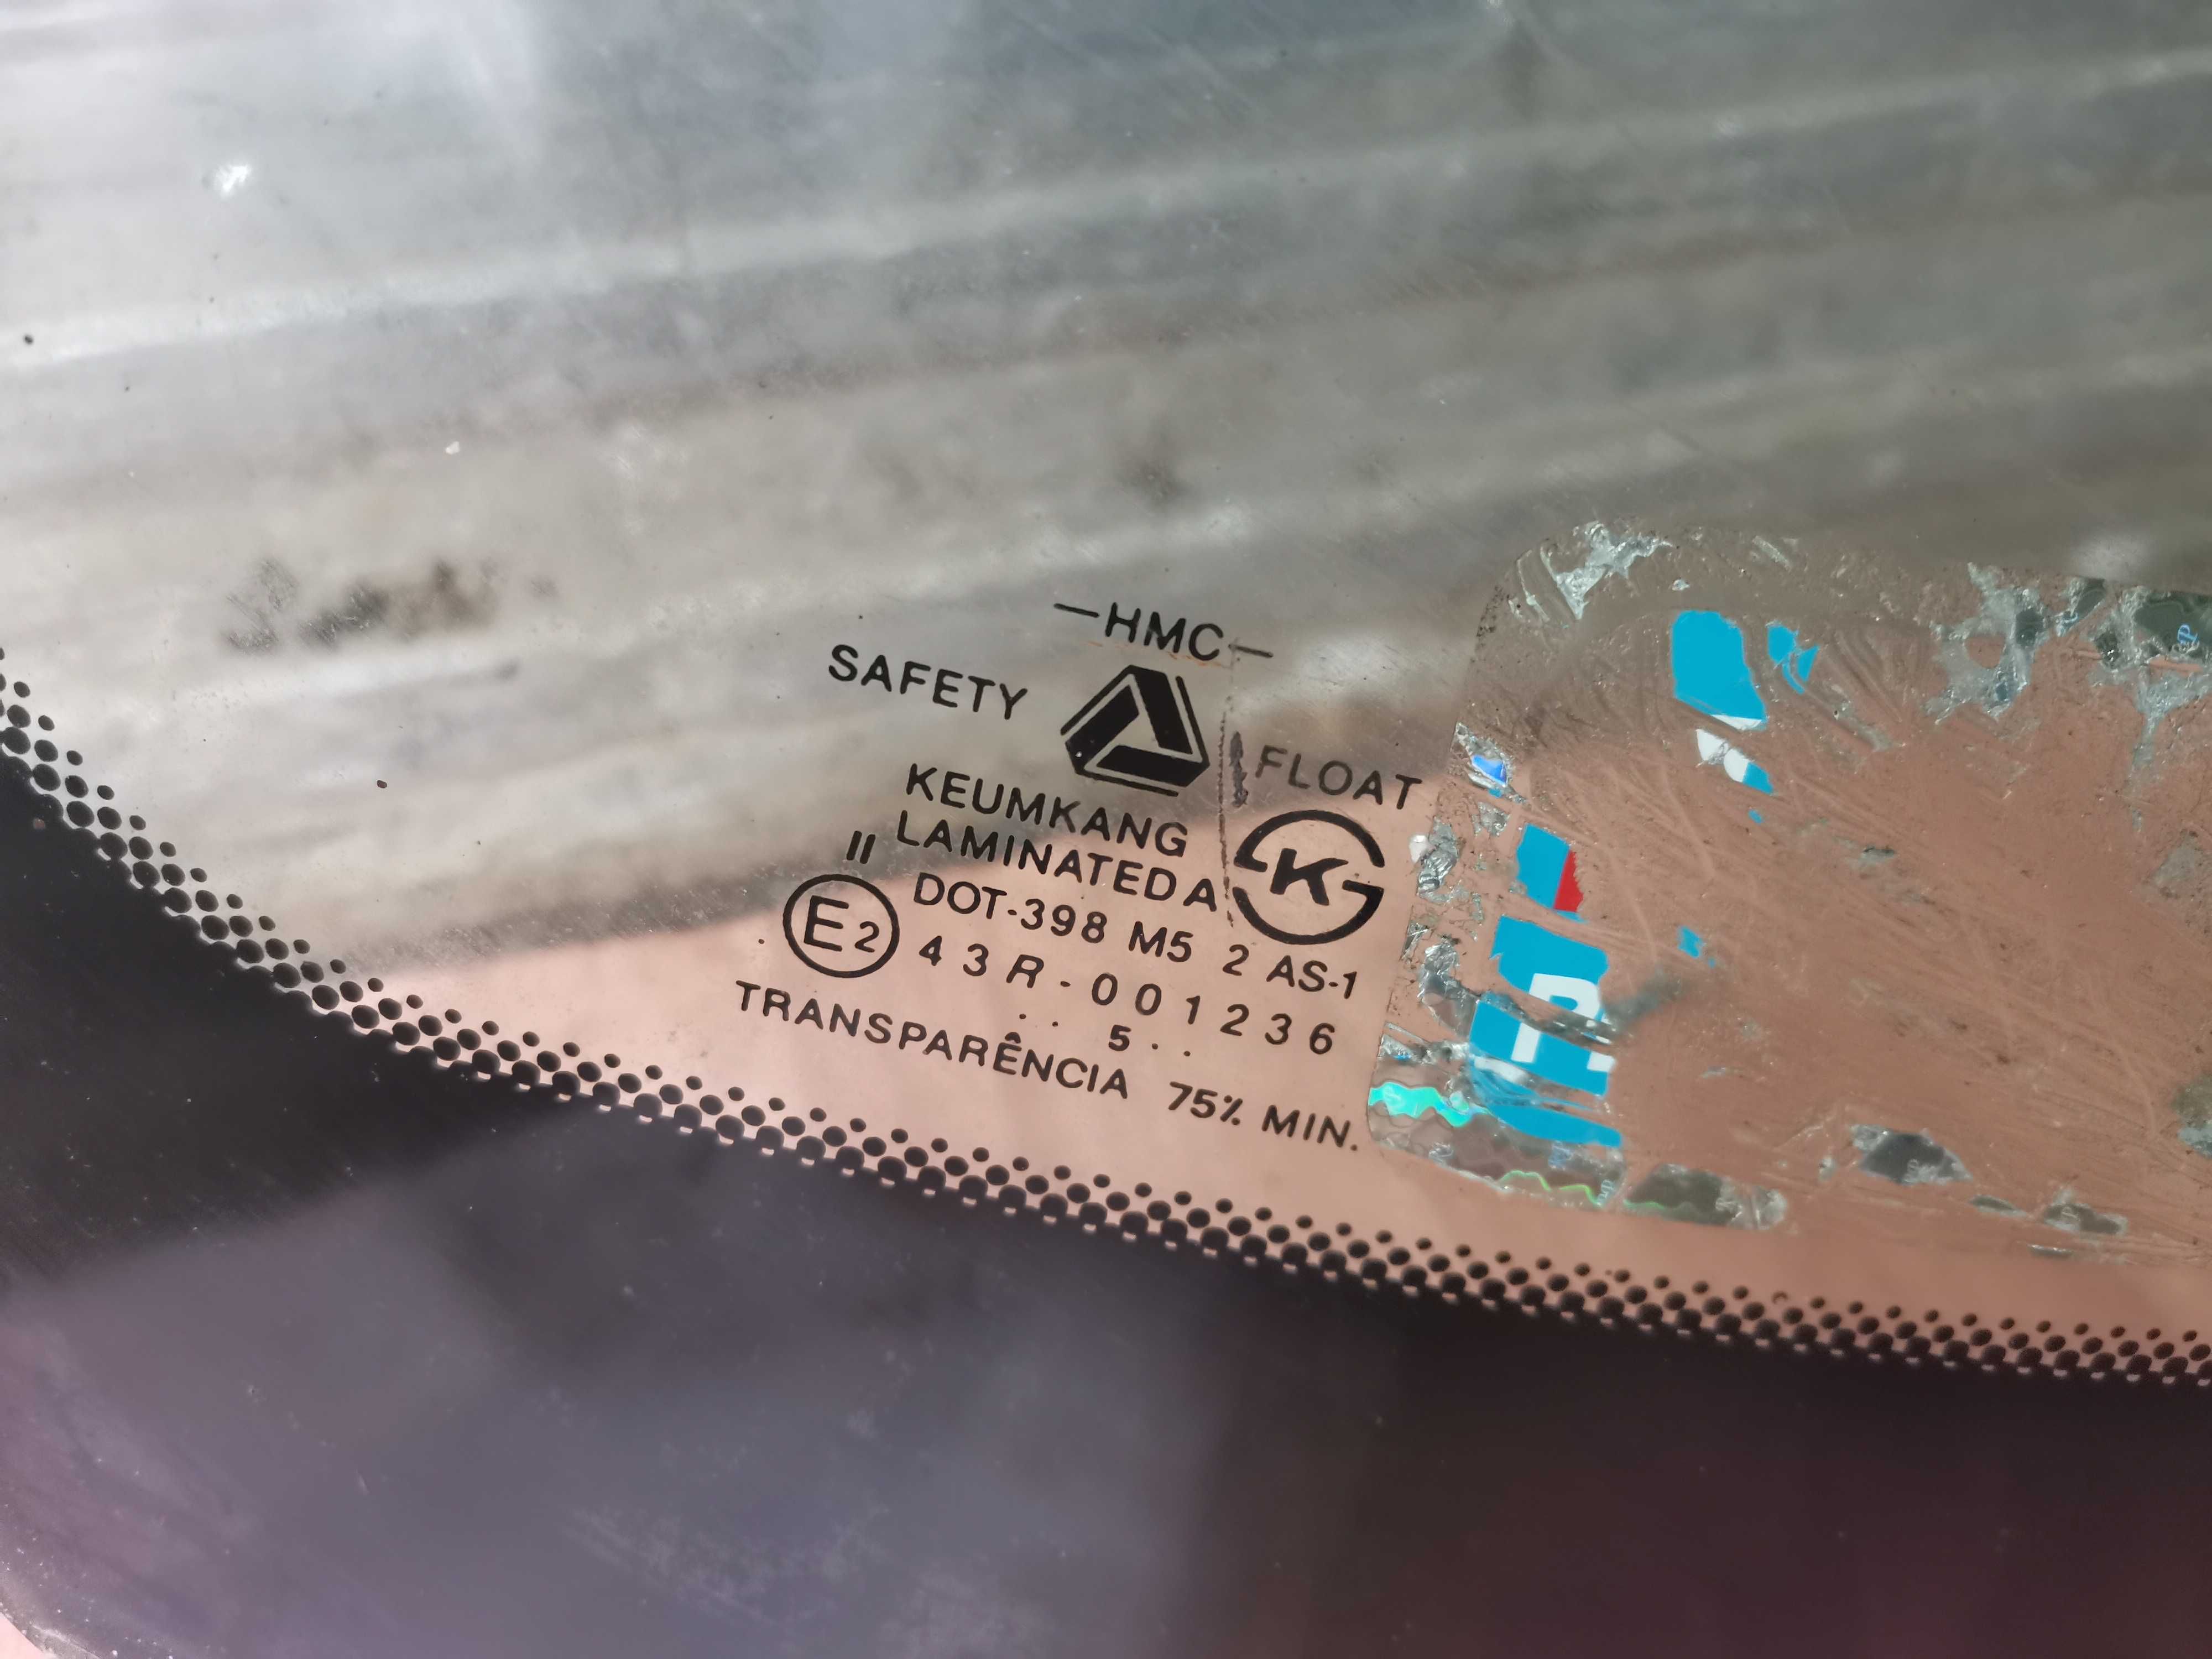 —HMC—
SAFETY
FLOAT
KEUMKANG
LAMINATED A
K
II
DOT-398 M5 2 AS-1
E2
43R-001236
. . 5 . .
TRANSPARÊNCIA 75% MIN.